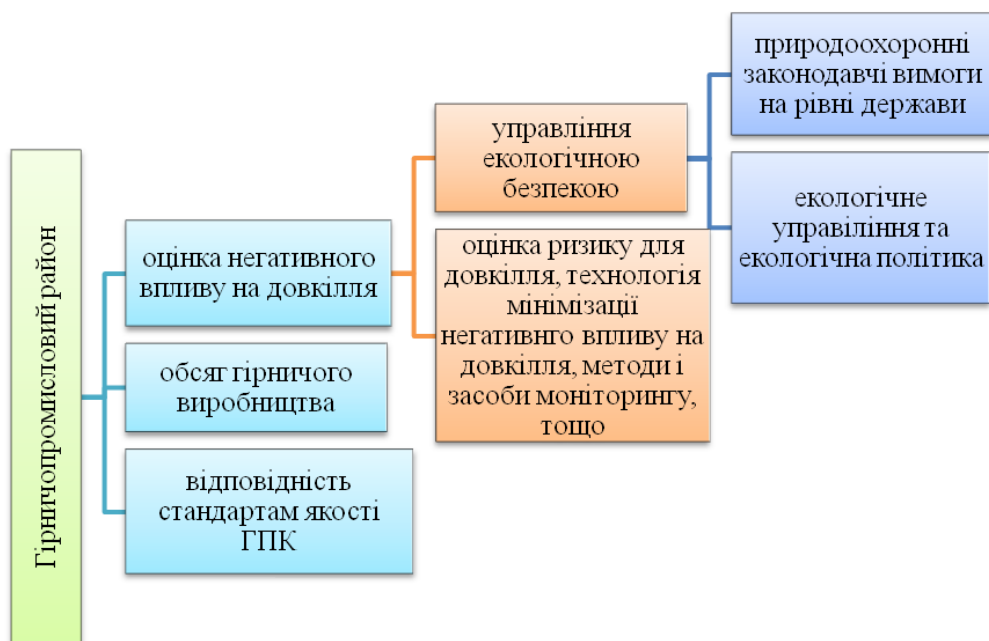 Гірничопромисловий район
оцінка негативного
впливу на довкілля
обсяг гірничого
виробництва
відповідність
стандартам якості
ГПК
управління
екологічною
безпекою
оцінка ризику для
довкілля, технологія
мінімізації
негативнго впливу на
довкілля, методи і
засоби моніторингу,
тощо
природоохоронні
законодавчі вимоги
на рівні держави
екологічне
управіління та
екологічна політика